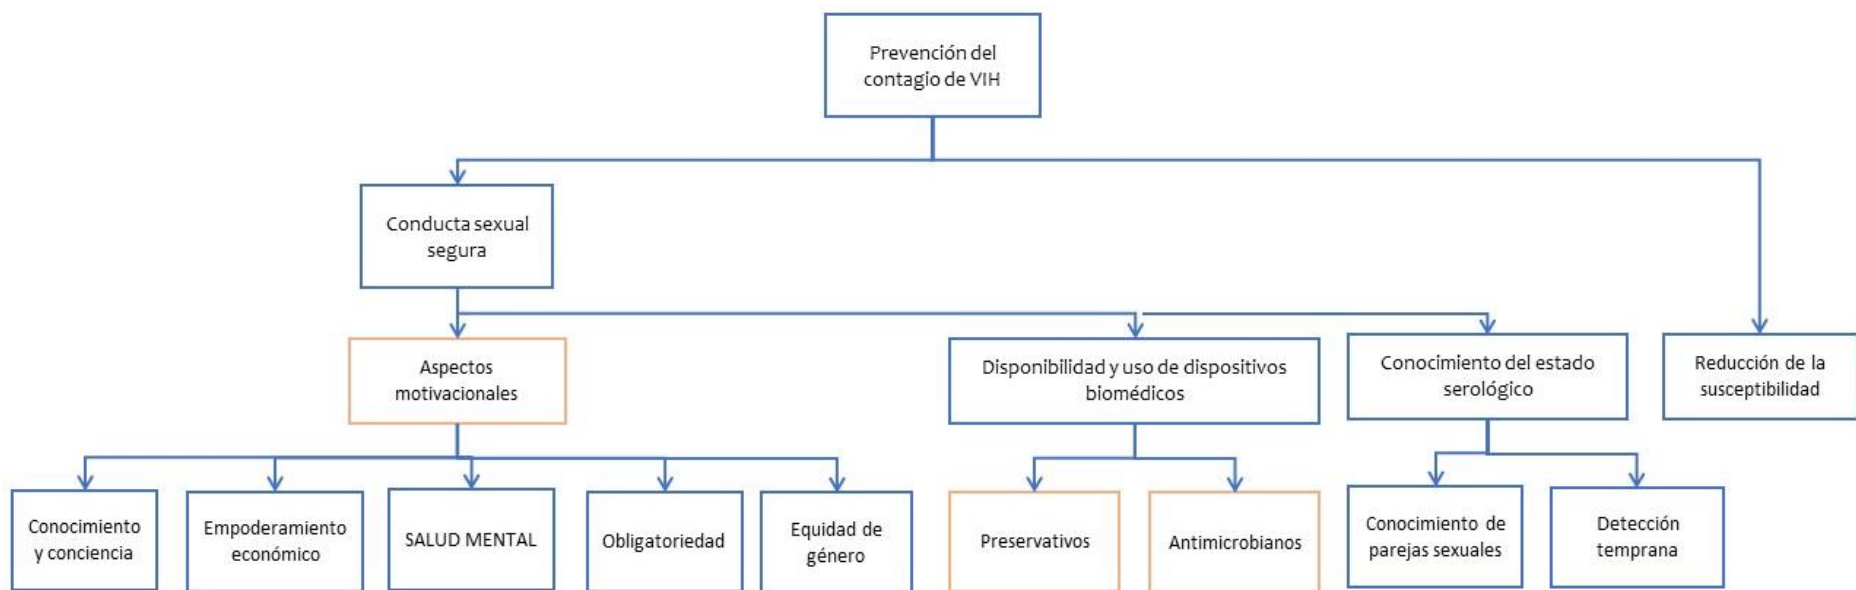 Prevención del
contagio de VIH
Conducta sexual
segura
Aspectos
motivacionales
Disponibilidad y uso de dispositivos
biomédicos
Conocimiento del estado
serológico
Reducción de la
susceptibilidad
Conocimiento
y conciencia
Empoderamiento
económico
SALUD MENTAL
Obligatoriedad
Equidad de
género
Preservativos
Antimicrobianos
Conocimiento de
parejas sexuales
Detección
temprana